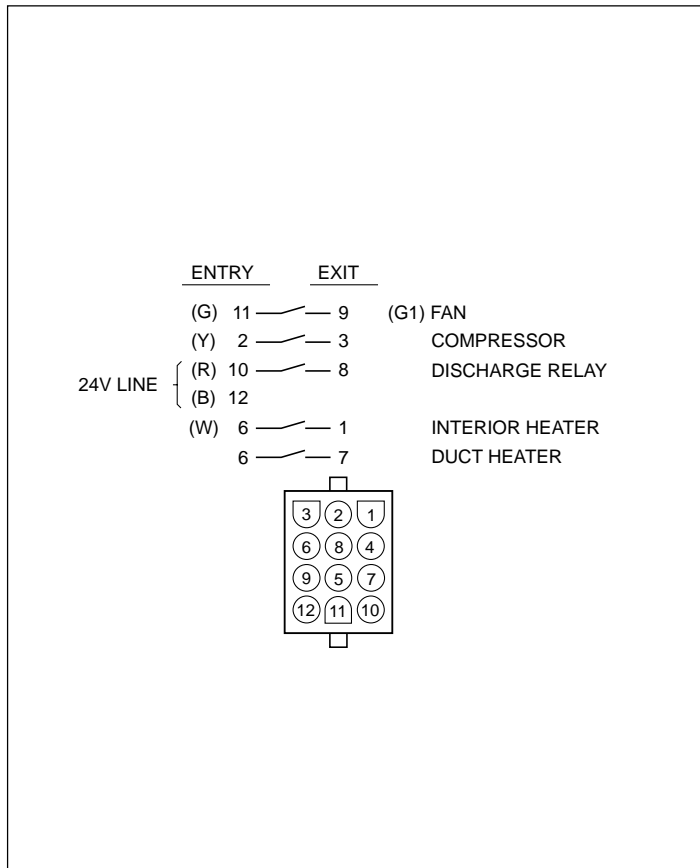 ENTRY EXIT
(G) 11 9 (G1) FAN
(Y) 2 3 COMPRESSOR
24V LINE (R) 10 8 DISCHARGE RELAY
(B) 12
(W) 6 1 INTERIOR HEATER
6 7 DUCT HEATER
3 2 1
6 8 4
9 5 7
12 11 10